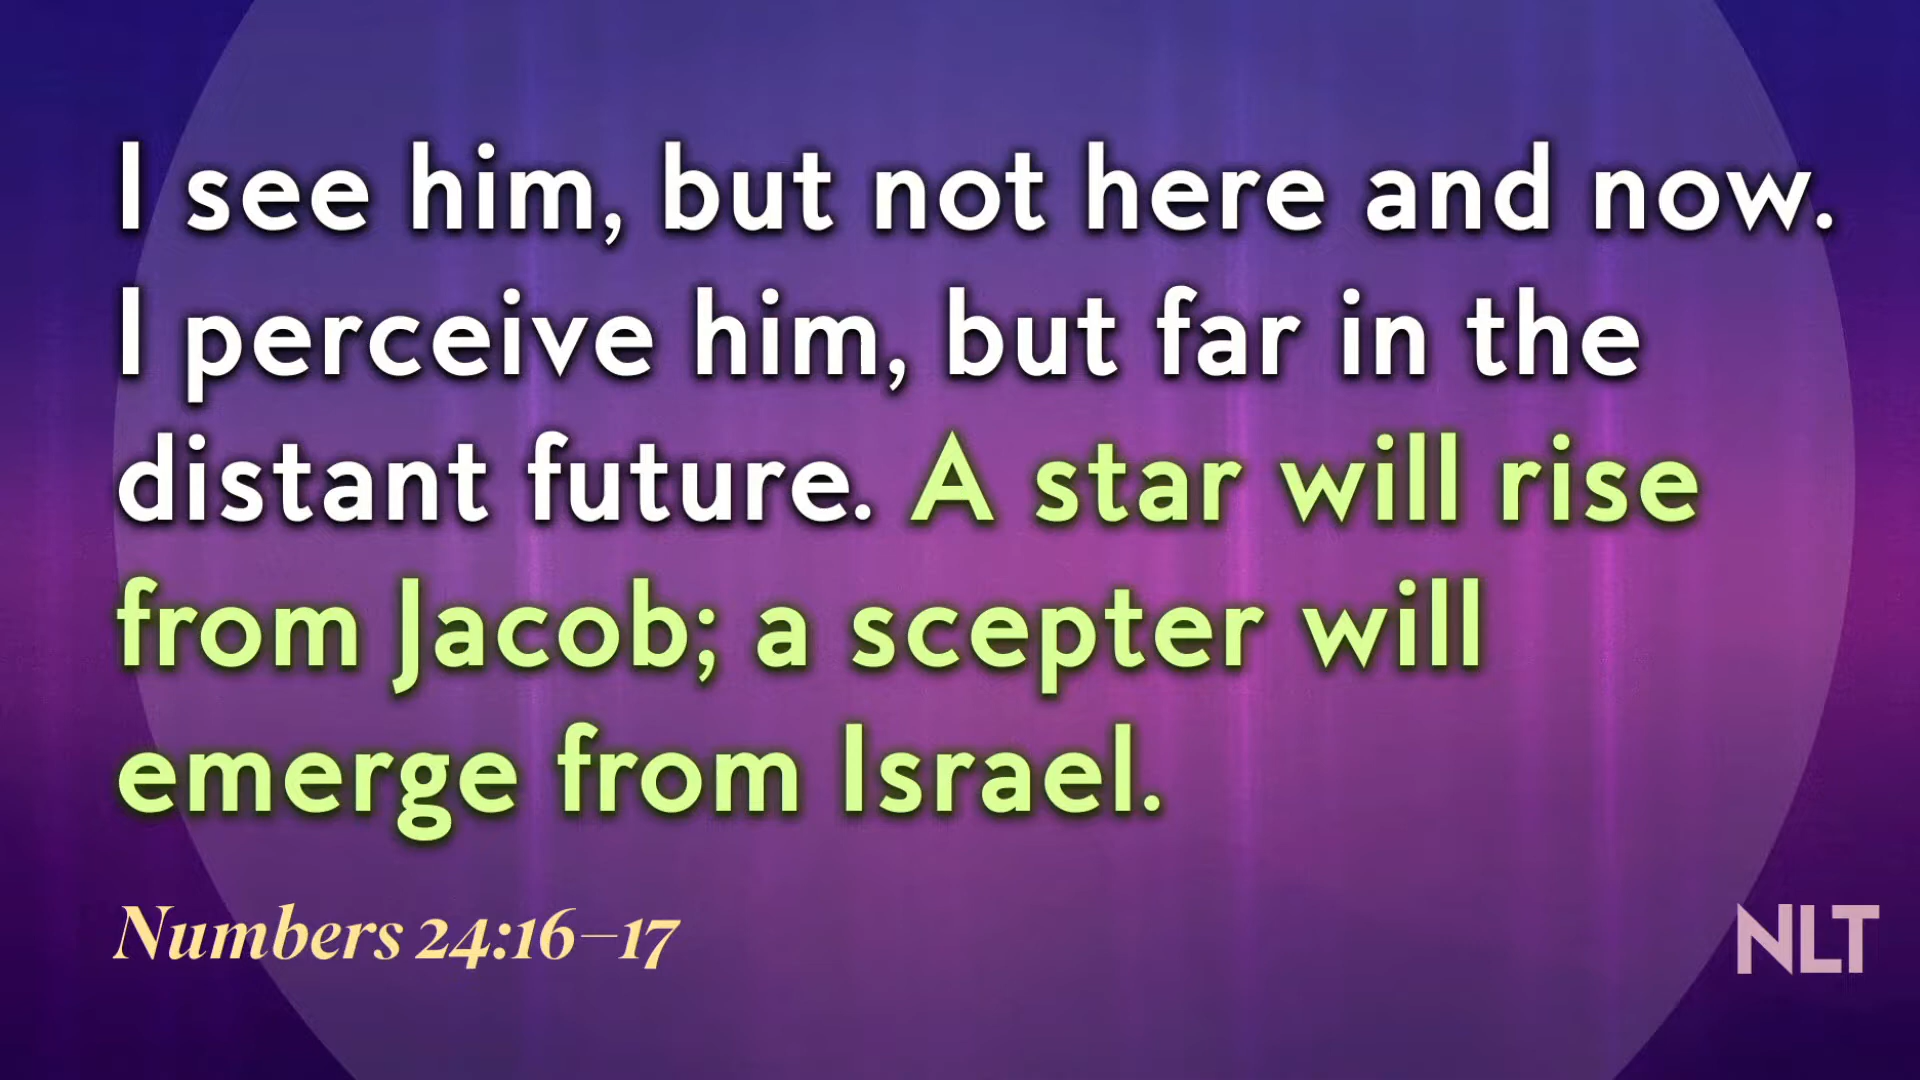 I see him, but not here and now.
I perceive him, but far in the
distant future. A star will rise
from Jacob; a scepter will
emerge from Israel.
Numbers 24:16–17
NLT